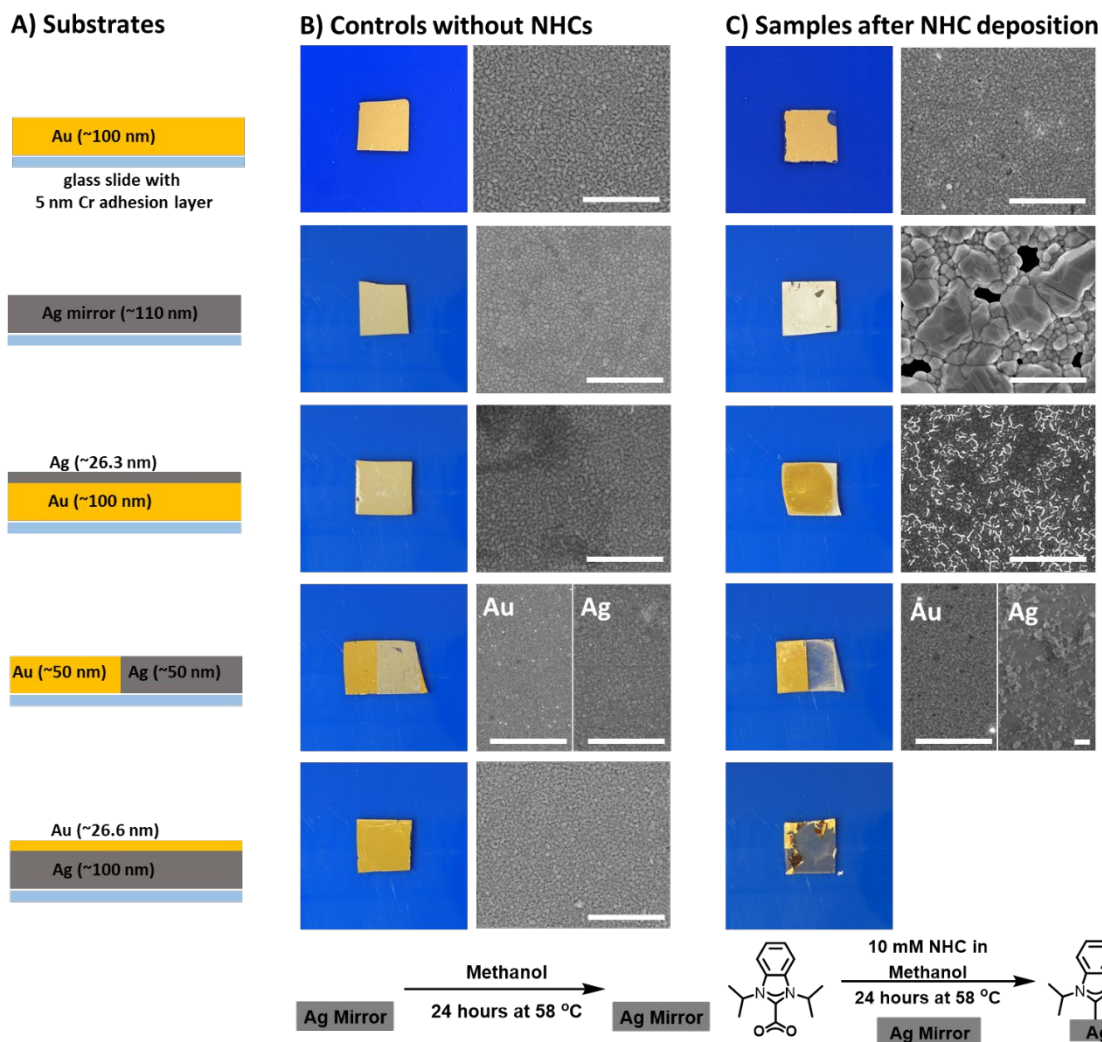 A) Substrates
B) Controls without NHCs
C) Samples after NHC deposition
Au (~100 nm)
glass slide with
5 nm Cr adhesion layer
Ag mirror (~110 nm)
Ag (~26.3 nm)
Au (~100 nm)
Au (~50 nm)
Ag (~50 nm)
Au
Ag
Au
Ag
Au (~26.6 nm)
Ag (~100 nm)
Ag Mirror
Methanol
24 hours at 58 °C
Ag Mirror
N
N
O
O
10 mM NHC in
Methanol
24 hours at 58 °C
Ag Mirror
N
Ag